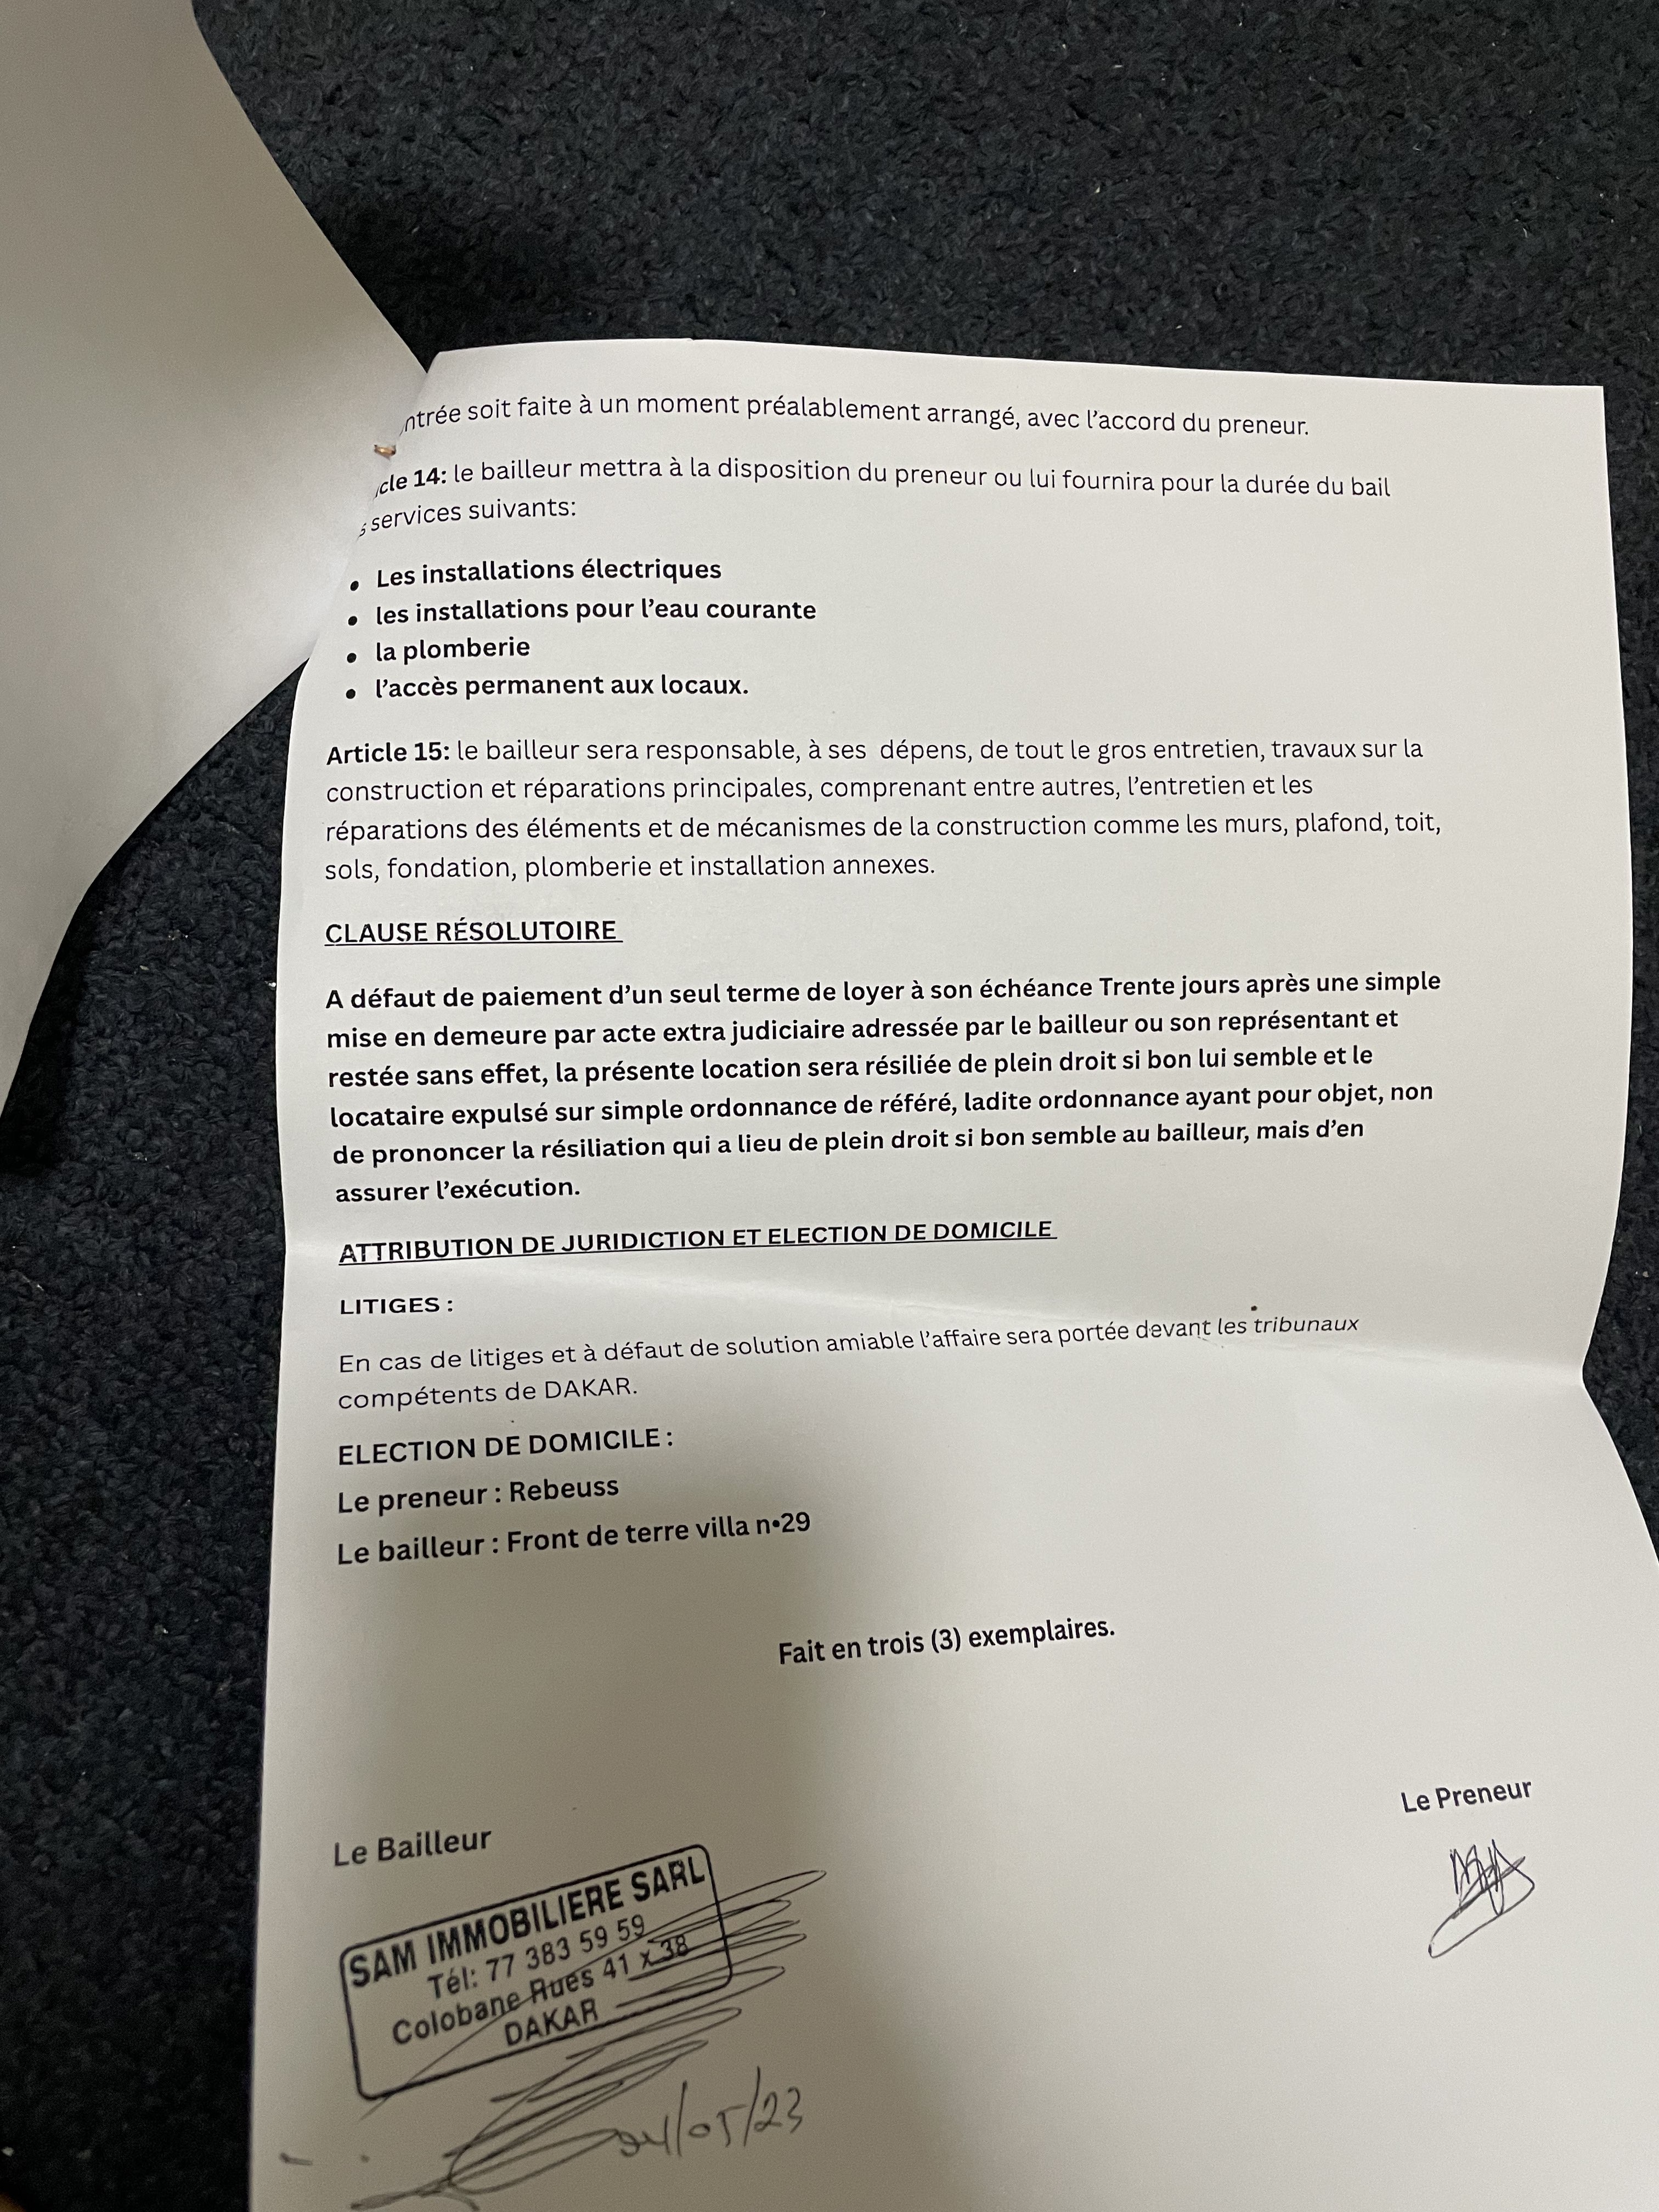 ntrée soit faite à un moment préalablement arrangé, avec l'accord du preneur.
cle 14: le bailleur mettra à la disposition du preneur ou lui fournira pour la durée du bail
s services suivants:
• Les installations électriques
• les installations pour l'eau courante
• la plomberie
• l'accès permanent aux locaux.
Article 15: le bailleur sera responsable, à ses dépens, de tout le gros entretien, travaux sur la
construction et réparations principales, comprenant entre autres, l'entretien et les
réparations des éléments et de mécanismes de la construction comme les murs, plafond, toit,
sols, fondation, plomberie et installation annexes.
CLAUSE RÉSOLUTOIRE
A défaut de paiement d'un seul terme de loyer à son échéance Trente jours après une simple
mise en demeure par acte extra judiciaire adressée par le bailleur ou son représentant et
restée sans effet, la présente location sera résiliée de plein droit si bon lui semble et le
locataire expulsé sur simple ordonnance de référé, ladite ordonnance ayant pour objet, non
de prononcer la résiliation qui a lieu de plein droit si bon semble au bailleur, mais d'en
assurer l'exécution.
ATTRIBUTION DE JURIDICTION ET ELECTION DE DOMICILE
LITIGES :
En cas de litiges et à défaut de solution amiable l'affaire sera portée devant les tribunaux
compétents de DAKAR.
ELECTION DE DOMICILE :
Le preneur : Rebeuss
Le bailleur : Front de terre villa n•29
Fait en trois (3) exemplaires.
Le Preneur
Le Bailleur
SAM IMMOBILIERE SARL
Tél: 77 383 59 59
Colobane Rues 41 x 38
DAKAR
/05/23